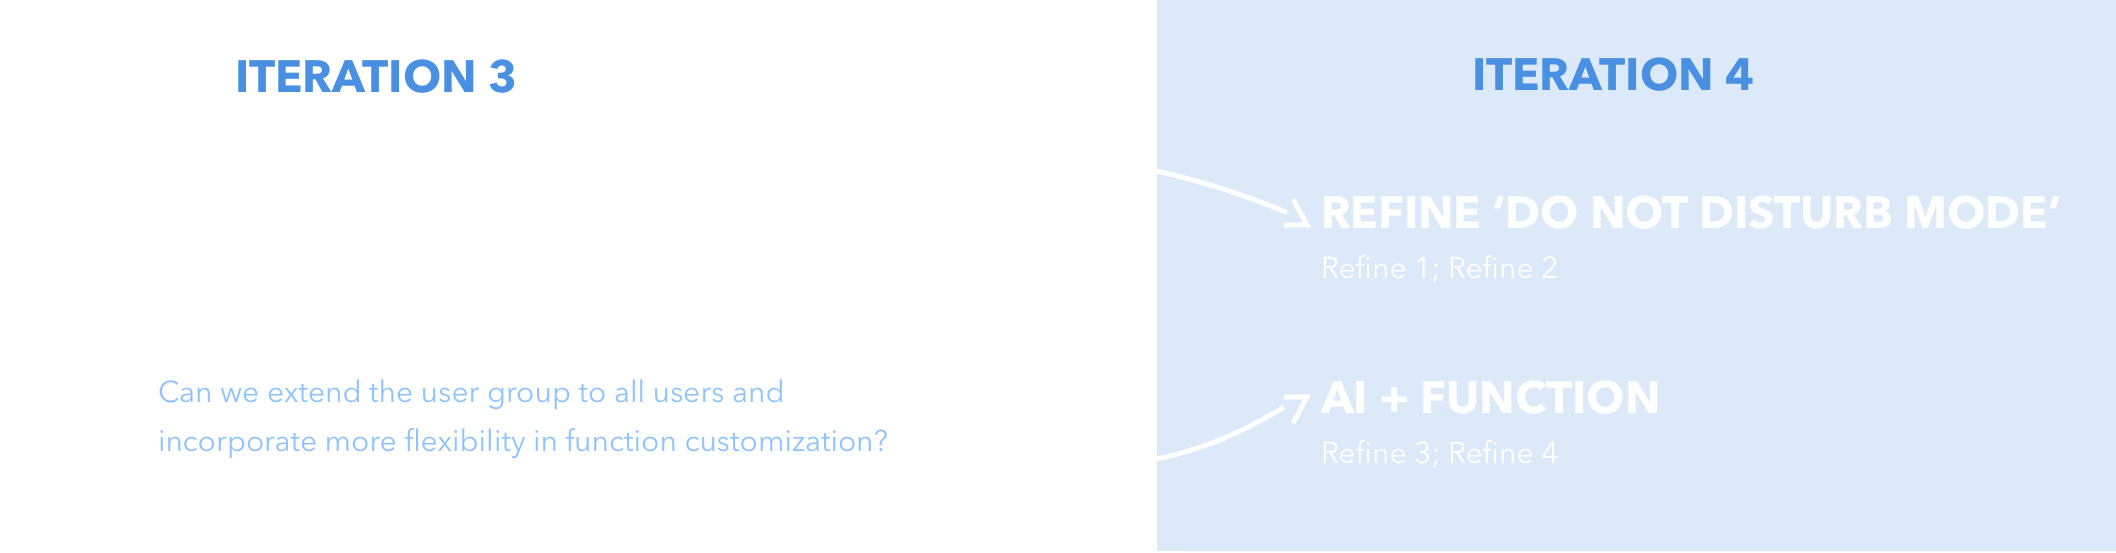 ITERATION 3
Can we extend the user group to all users and
incorporate more flexibility in function customization?
ITERATION 4
REFINE ‘DO NOT DISTURB MODE’
Refine 1; Refine 2
AI + FUNCTION
Refine 3; Refine 4